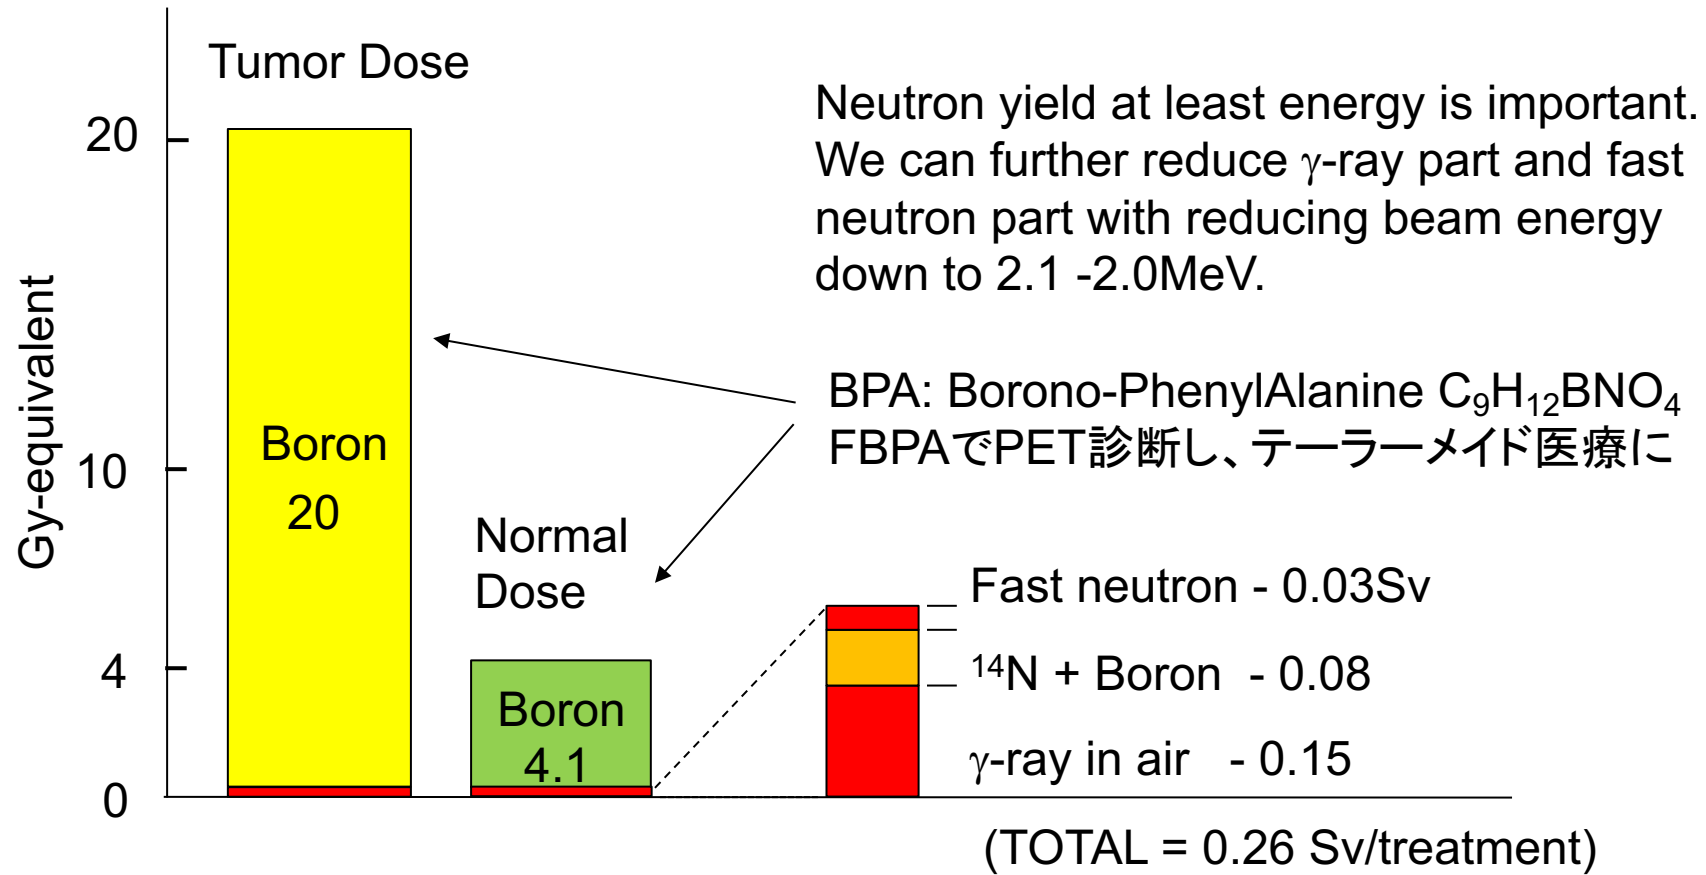 Tumor Dose
20
10
4
0
Gy-equivalent
Boron
20
Normal
Dose
Boron
4.1
Neutron yield at least energy is important.
We can further reduce γ-ray part and fast
neutron part with reducing beam energy
down to 2.1 -2.0MeV.
BPA: Borono-PhenylAlanine C₉H₁₂BNO₄
FBPAでPET診断し、テーラーメイド医療に
Fast neutron - 0.03Sv
¹⁴N + Boron - 0.08
γ-ray in air - 0.15
(TOTAL = 0.26 Sv/treatment)